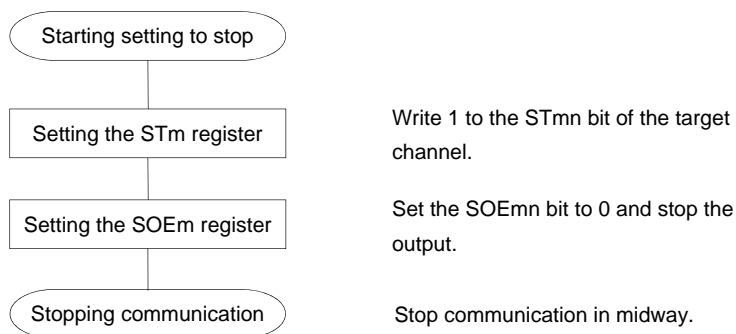 Starting setting to stop
Setting the STm register
Write 1 to the STmn bit of the target
channel.
Setting the SOEm register
Set the SOEmn bit to 0 and stop the
output.
Stopping communication
Stop communication in midway.